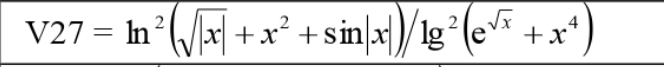 V27 = ln²(√|x| + x² + sin|x|)/lg²(e^√x + x⁴)